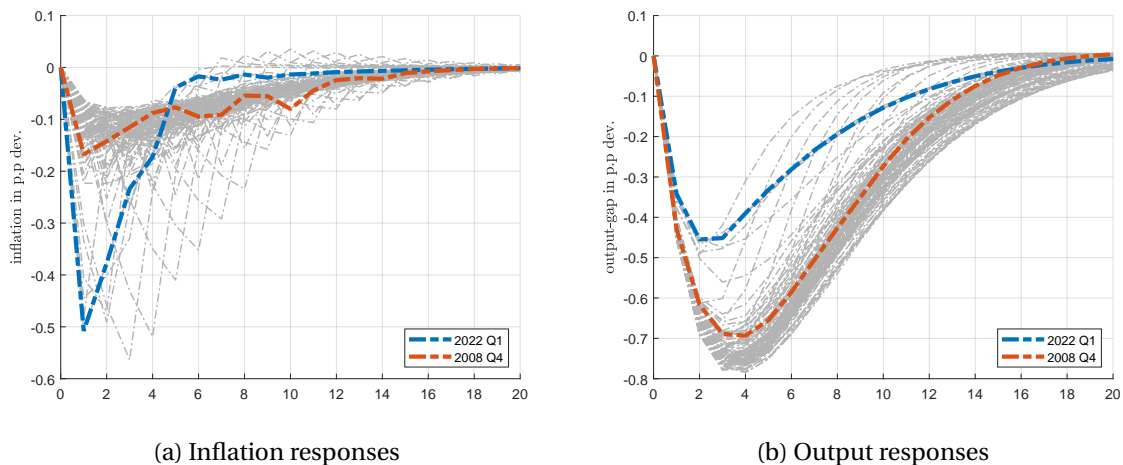 0.1
0
-0.1
-0.2
-0.3
-0.4
-0.5
-0.6
inflation in p.p dev.
0 2 4 6 8 10 12 14 16 18 20
2022 Q1
2008 Q4
(a) Inflation responses
0.1
0
-0.1
-0.2
-0.3
-0.4
-0.5
-0.6
-0.7
-0.8
output-gap in p.p dev.
0 2 4 6 8 10 12 14 16 18 20
2022 Q1
2008 Q4
(b) Output responses